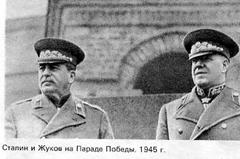 Сталин и Жуков на Параде Победы. 1945 г.